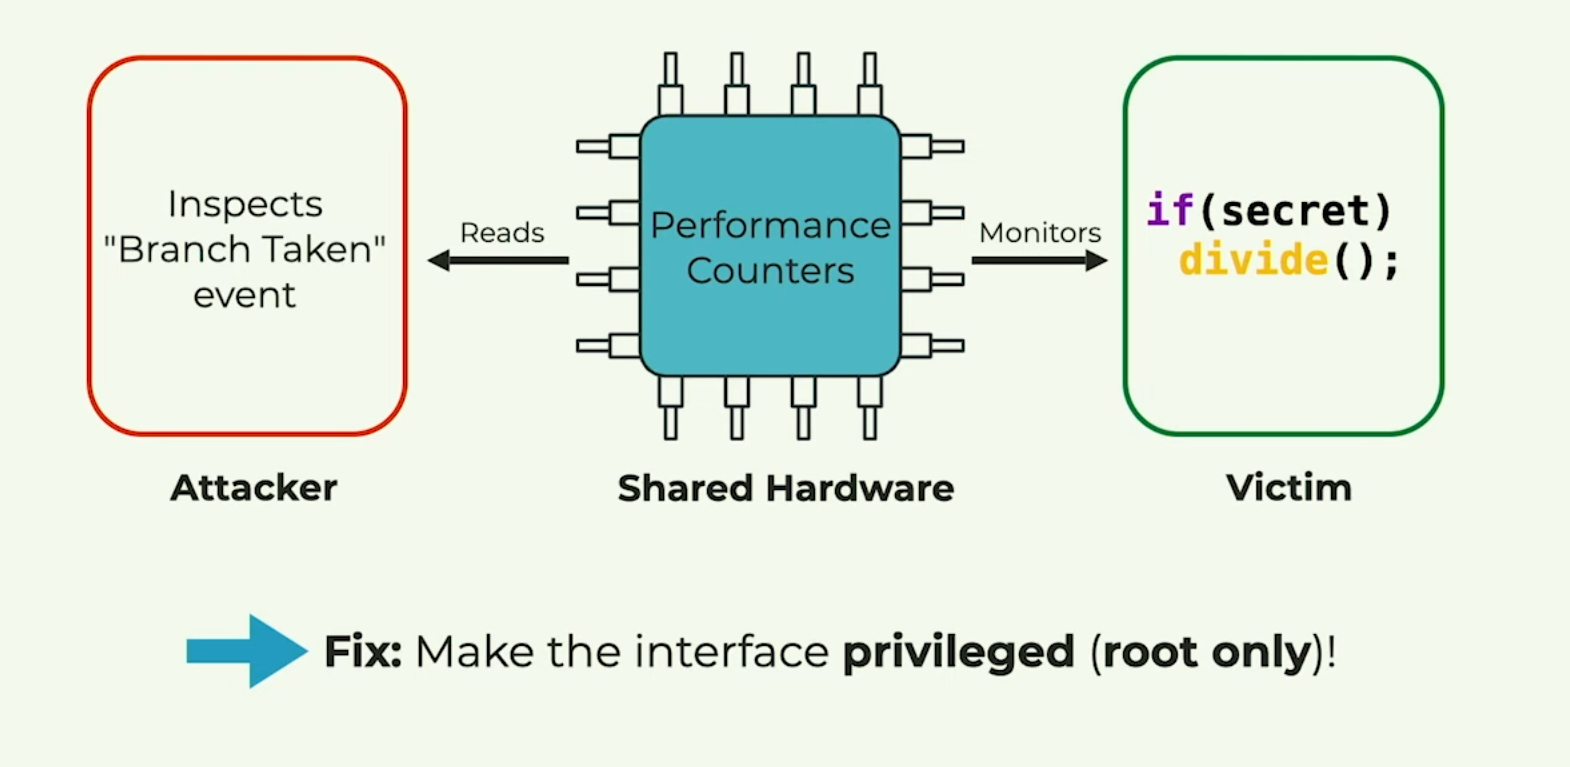 Inspects
"Branch Taken"
event
Reads
Performance
Counters
Monitors
if(secret)
divide();
Attacker
Shared Hardware
Victim
Fix: Make the interface privileged (root only)!